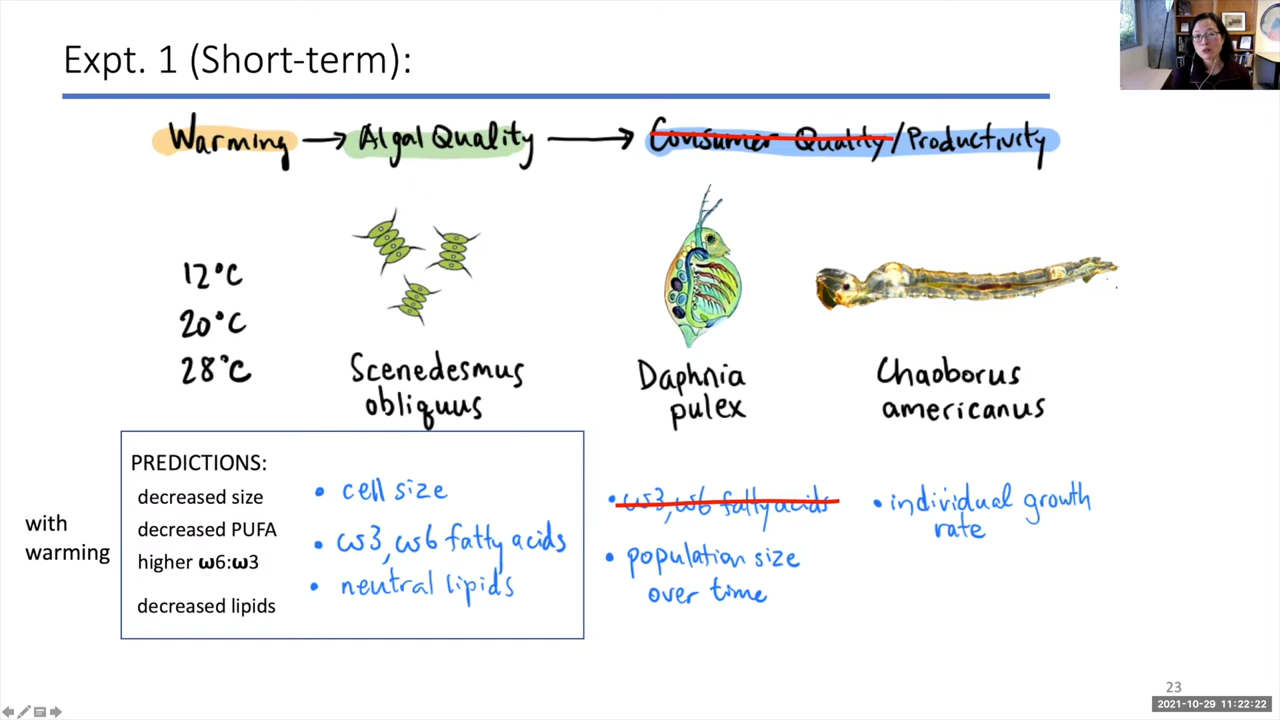 Expt. 1 (Short-term):
Warming → Algal Quality → Consumer Quality/Productivity
12°C
20°C
28°C
Scenedesmus
obliquus
Daphnia
pulex
Chaoborus
americanus
with
warming
PREDICTIONS:
decreased size
decreased PUFA
higher ω6:ω3
decreased lipids
• cell size
• ω3, ω6 fatty acids
• neutral lipids
• ω3, ω6 fatty acids
• population size
over time
• individual growth
rate
23
2021-10-29 11:22:22